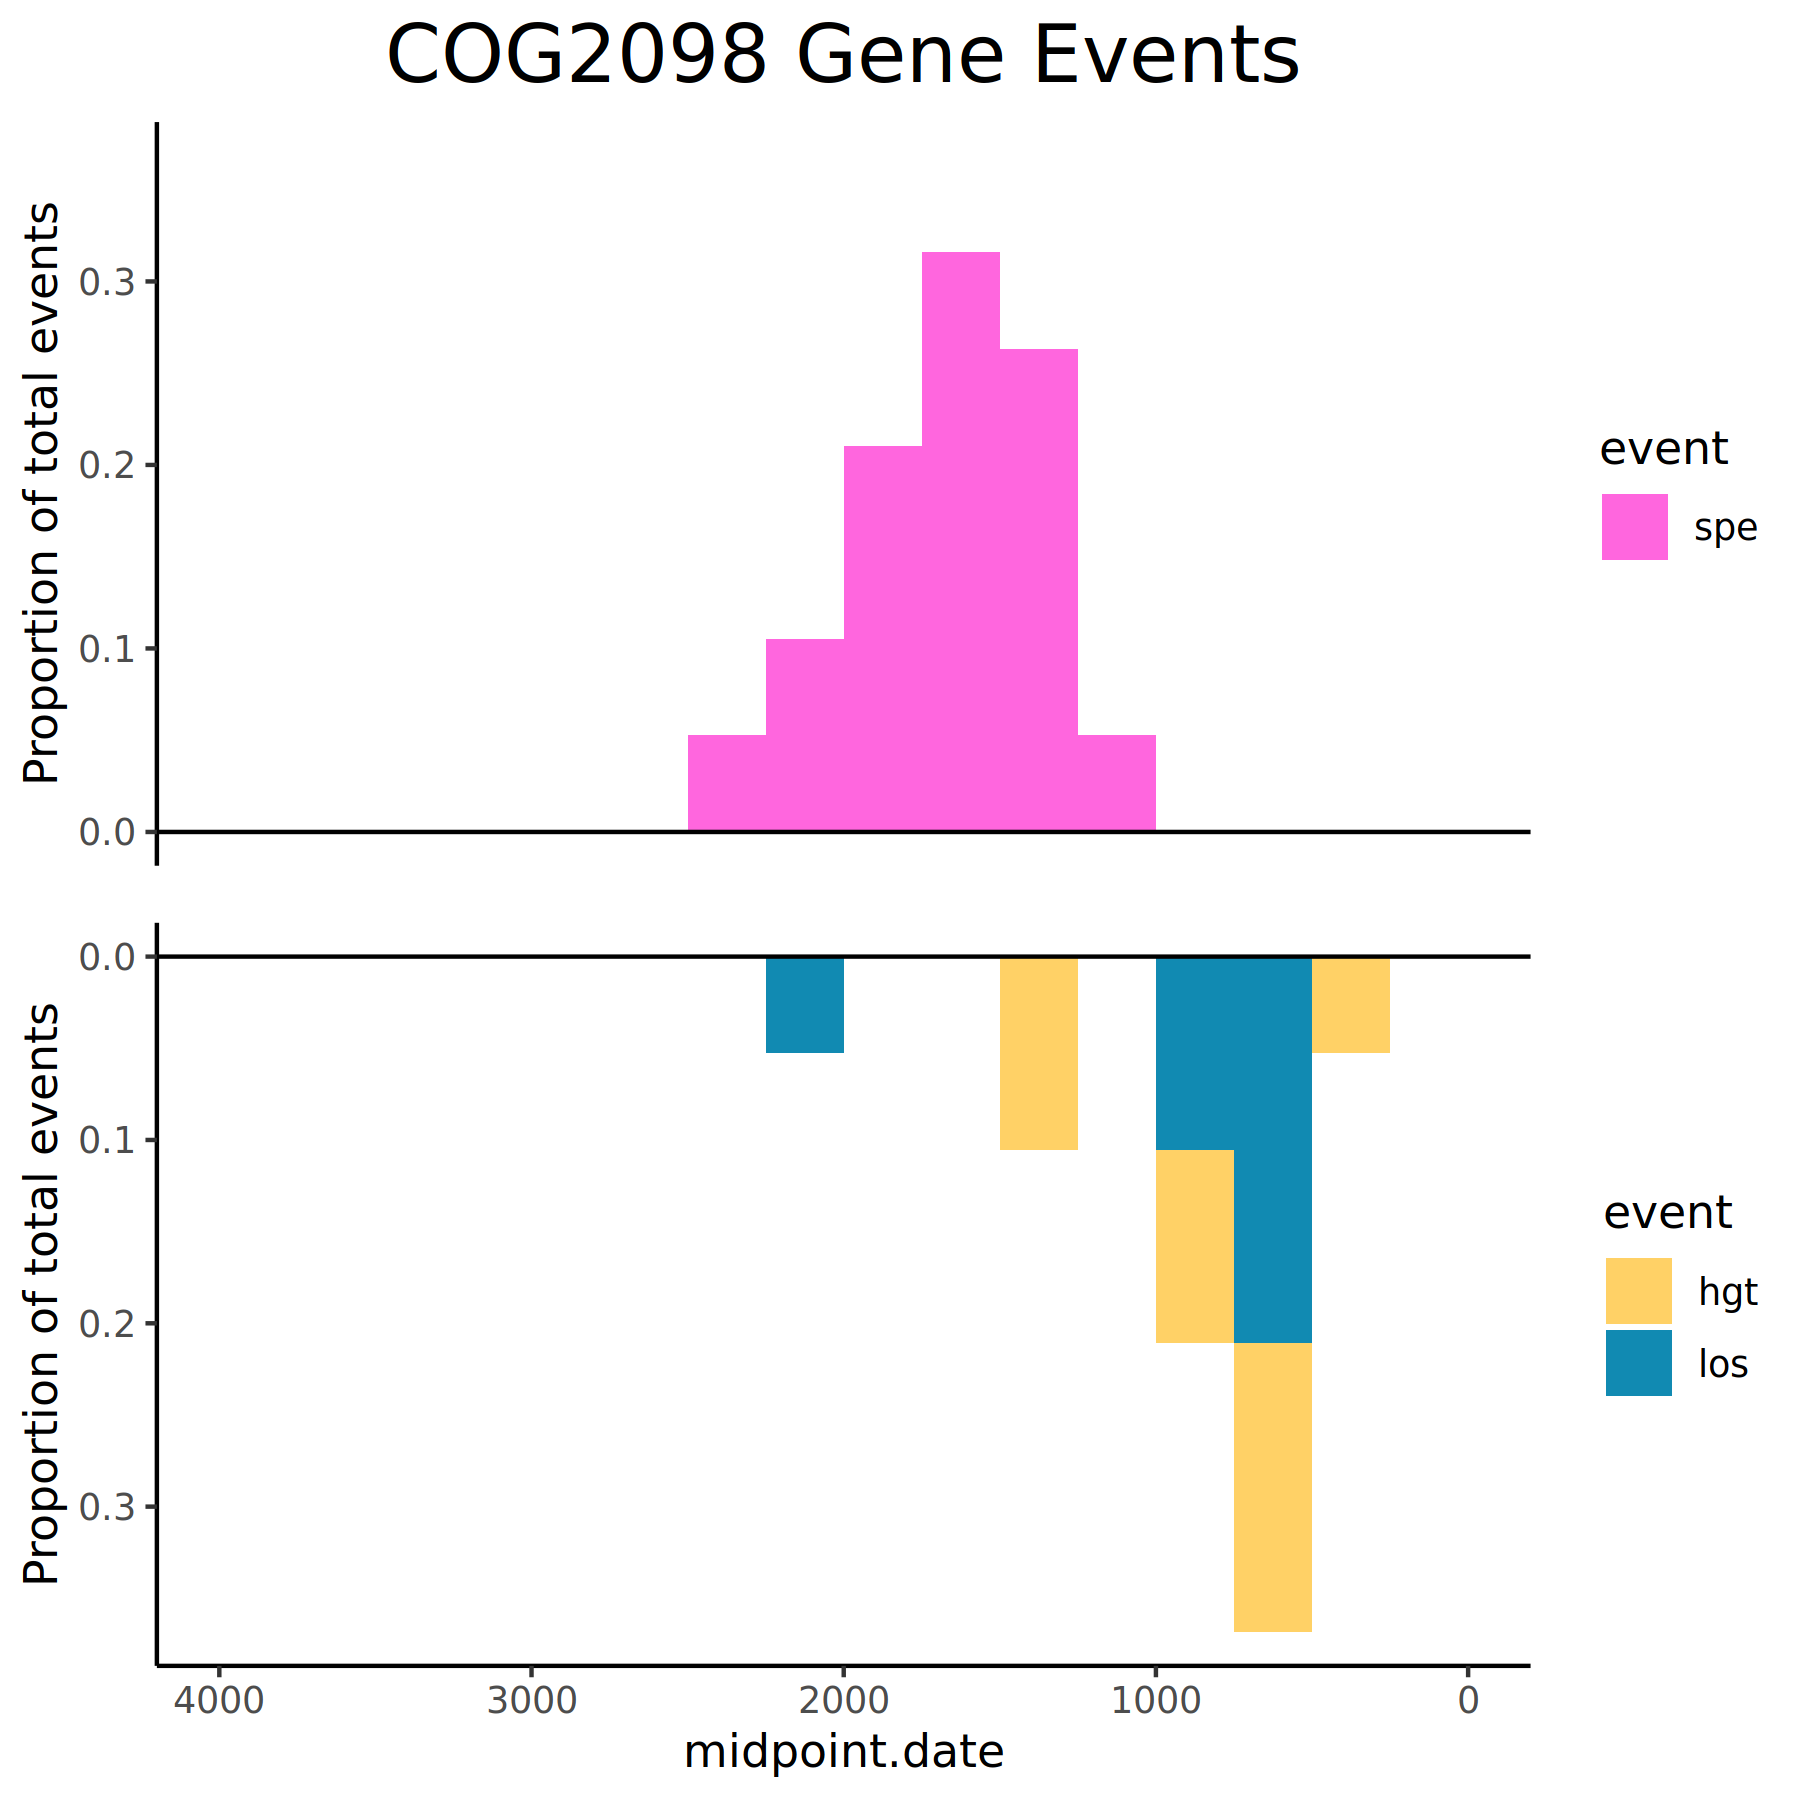 COG2098 Gene Events
Proportion of total events
0.3
0.2
0.1
0.0
event
spe
Proportion of total events
0.0
0.1
0.2
0.3
event
hgt
los
4000 3000 2000 1000 0
midpoint.date